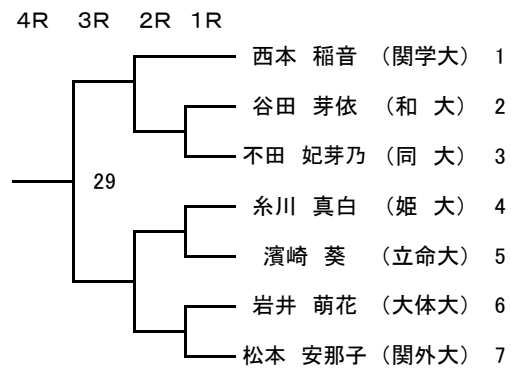 4R 3R 2R 1R
西本 稲音 (関学大) 1
谷田 芽依 (和 大) 2
不田 妃芽乃 (同 大) 3
29
糸川 真白 (姫 大) 4
濱崎 葵 (立命大) 5
岩井 萌花 (大体大) 6
松本 安那子 (関外大) 7